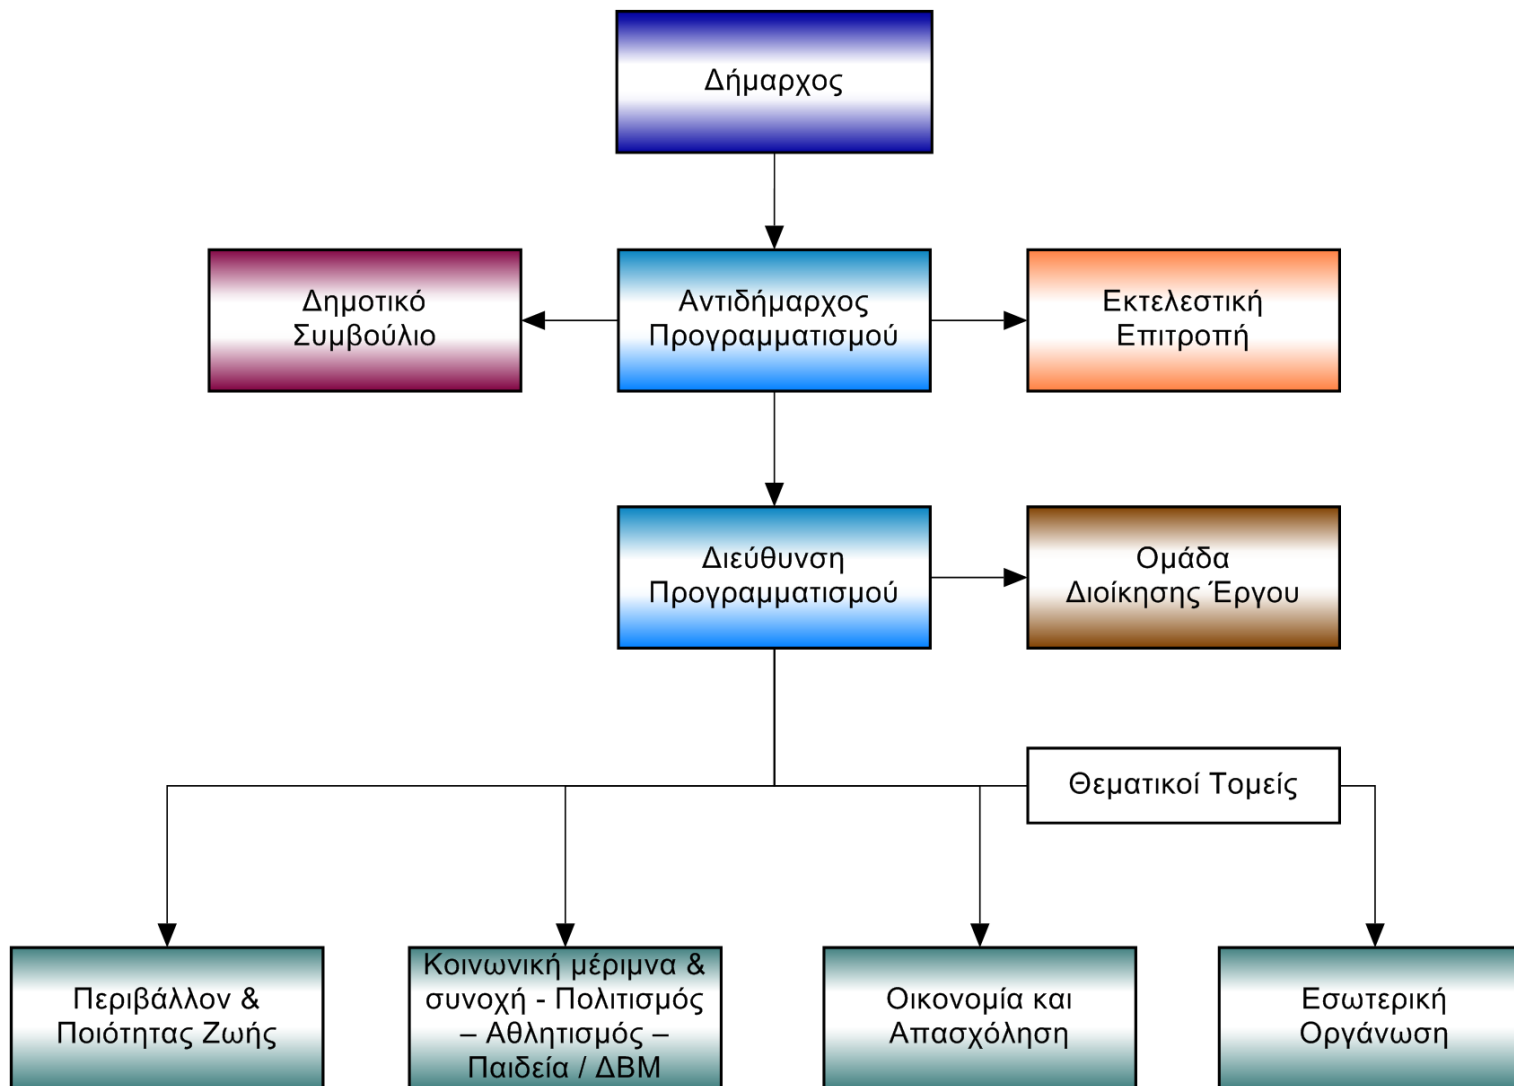 Δήμαρχος
Δημοτικό
Συμβούλιο
Αντιδήμαρχος
Προγραμματισμού
Εκτελεστική
Επιτροπή
Διεύθυνση
Προγραμματισμού
Ομάδα
Διοίκησης Έργου
Θεματικοί Τομείς
Περιβάλλον &
Ποιότητας Ζωής
Κοινωνική μέριμνα &
συνοχή - Πολιτισμός
– Αθλητισμός –
Παιδεία / ΔΒΜ
Οικονομία και
Απασχόληση
Εσωτερική
Οργάνωση